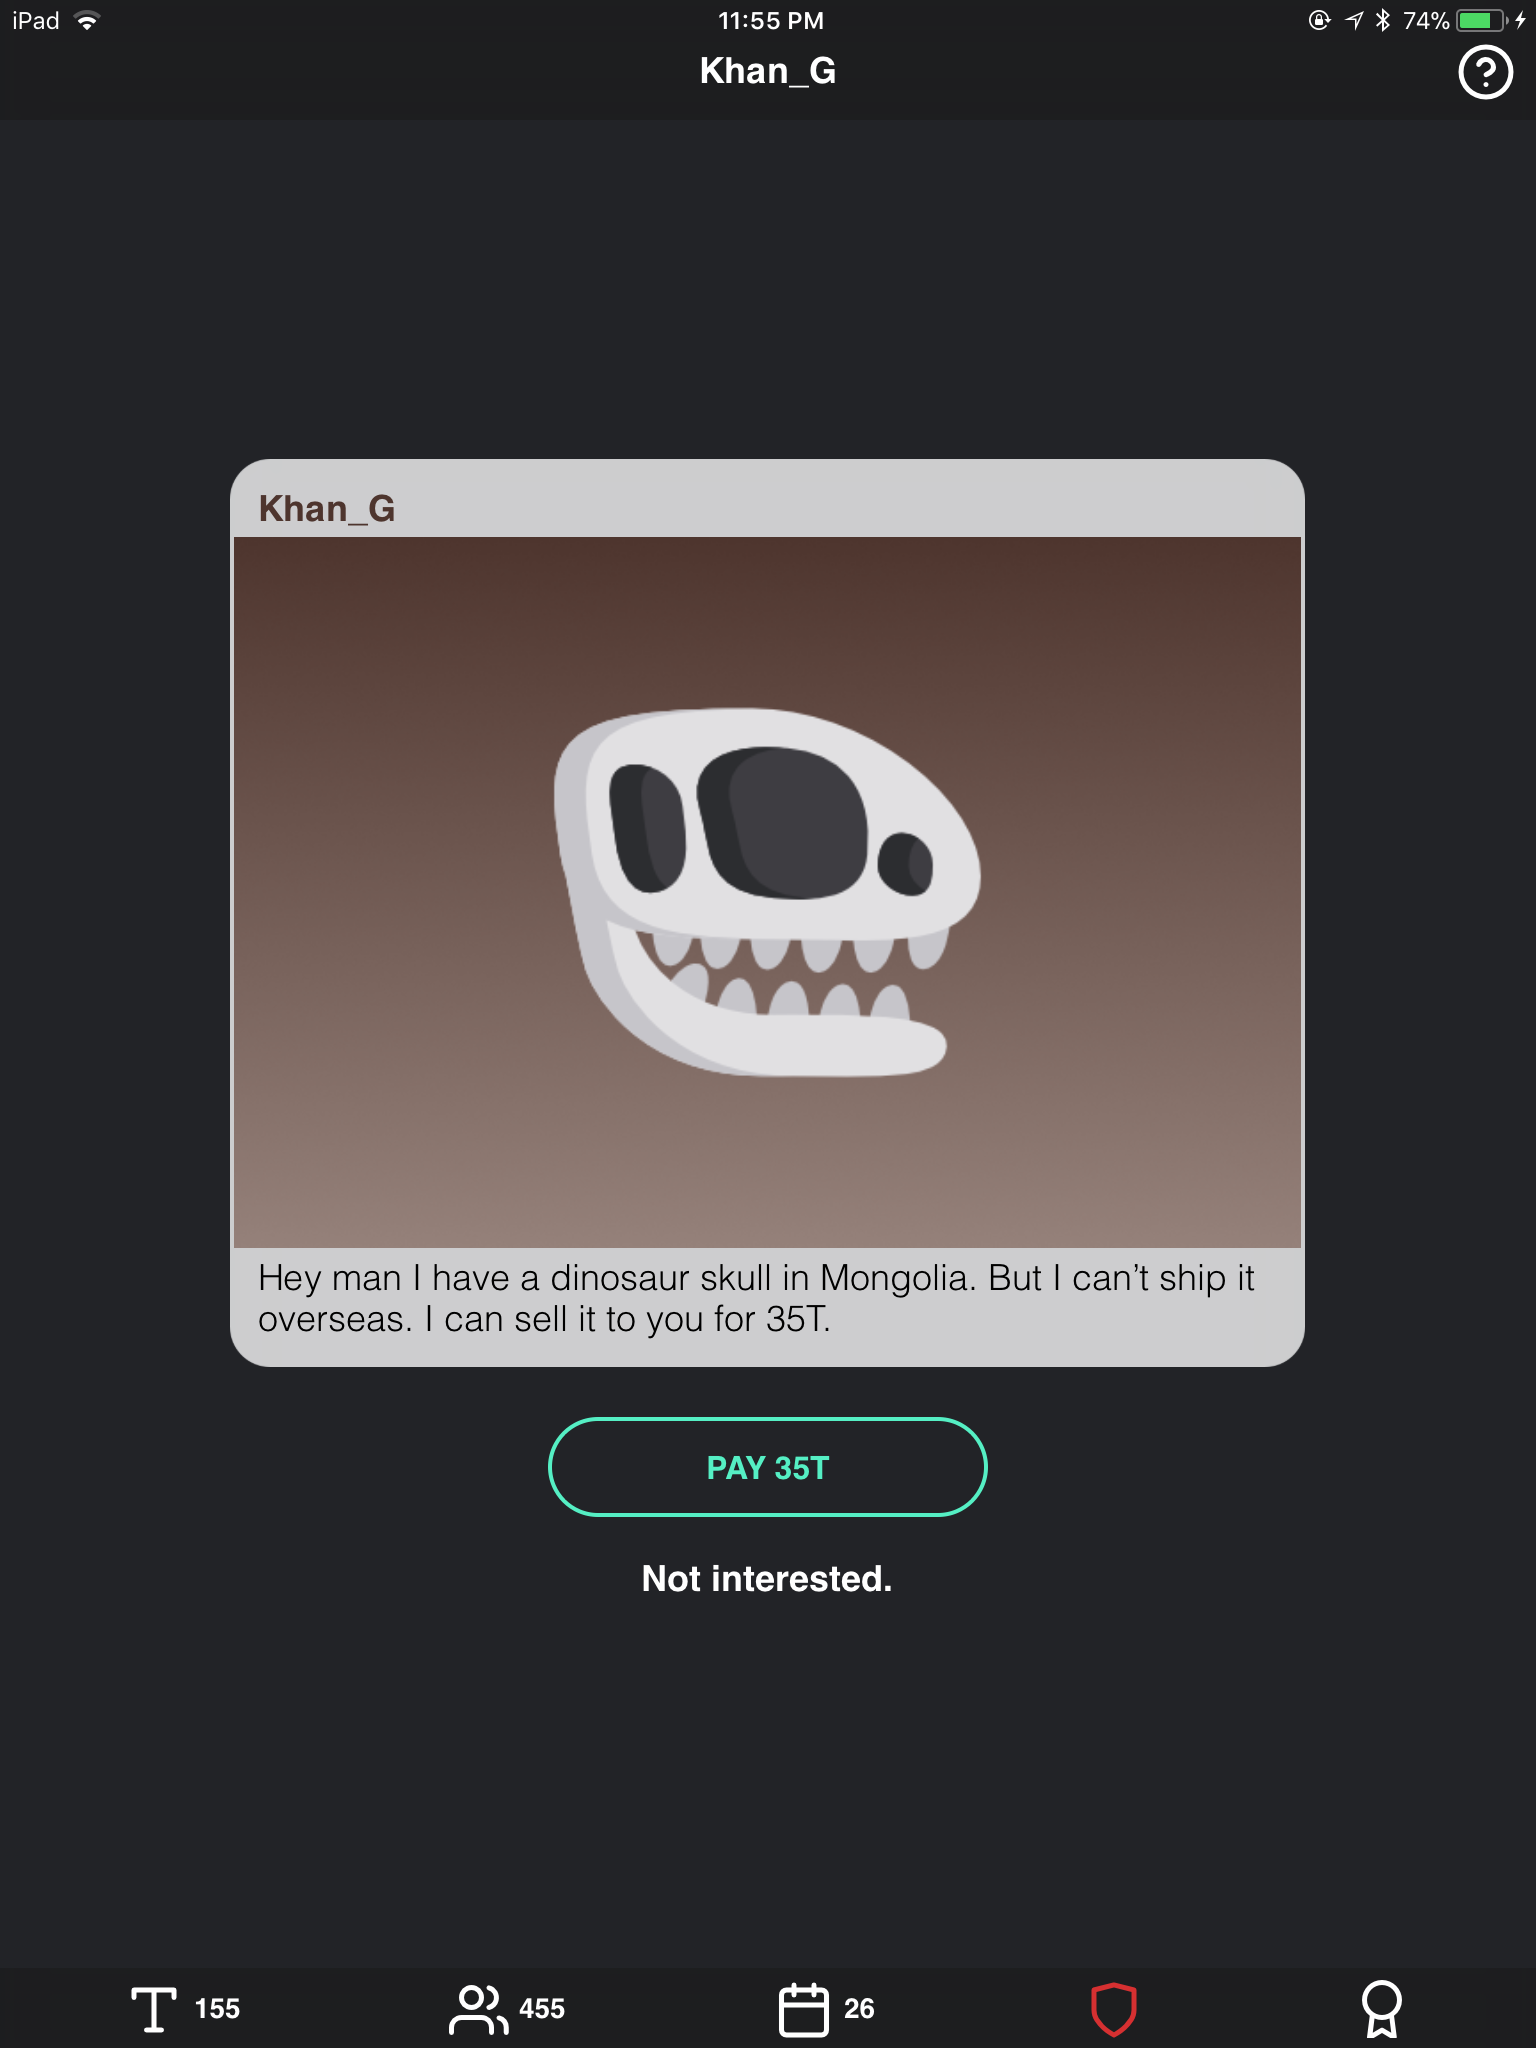 iPad
11:55 PM
74%
Khan_G
Khan_G
Hey man I have a dinosaur skull in Mongolia. But I can’t ship it
overseas. I can sell it to you for 35T.
PAY 35T
Not interested.
155
455
26